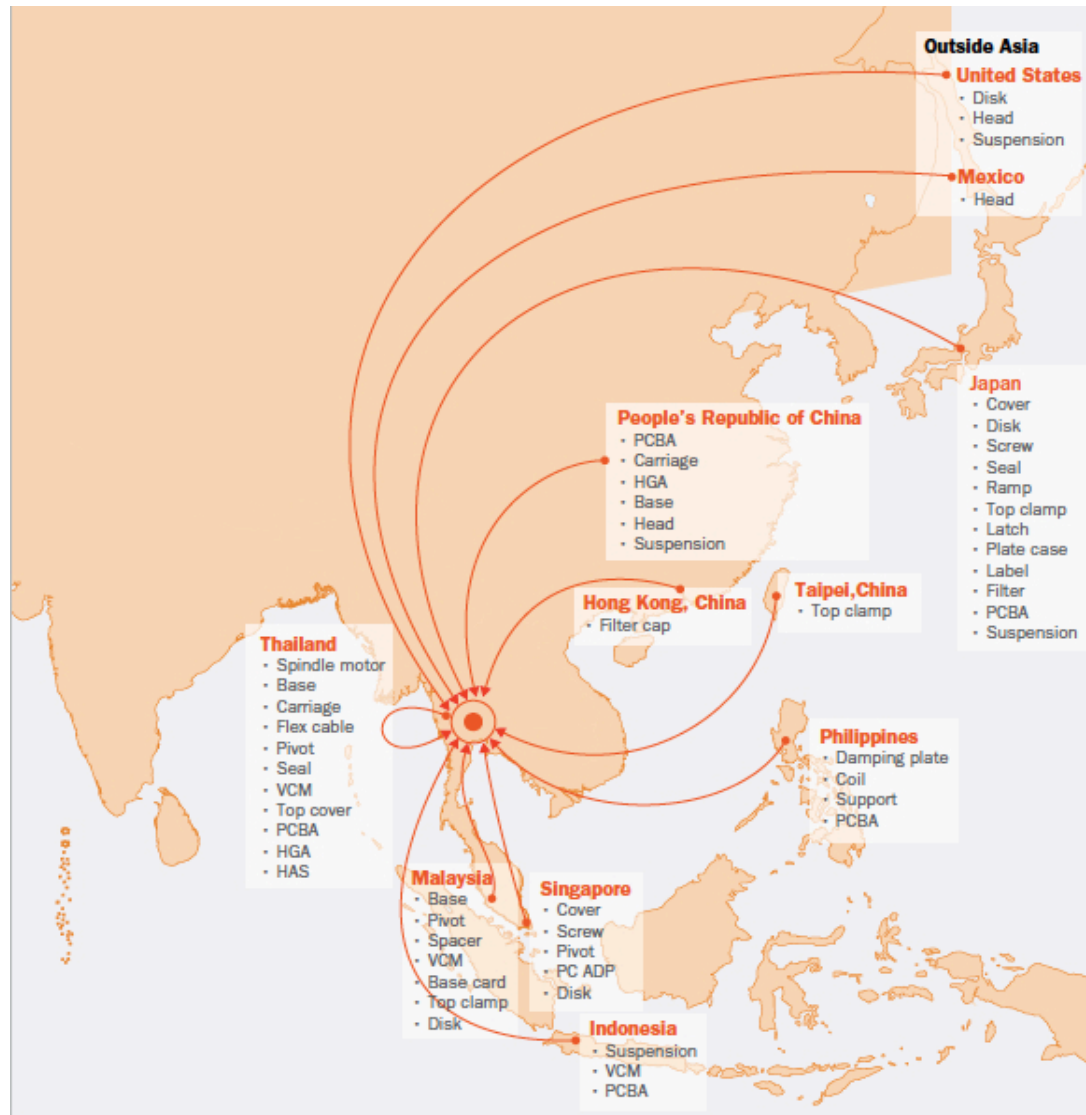 Outside Asia
United States
• Disk
• Head
• Suspension
Mexico
• Head
Japan
• Cover
• Disk
• Screw
• Seal
• Ramp
• Top clamp
• Latch
• Plate case
• Label
• Filter
• PCBA
• Suspension
People's Republic of China
• PCBA
• Carriage
• HGA
• Base
• Head
• Suspension
Hong Kong, China
• Filter cap
Taipei,China
• Top clamp
Thailand
• Spindle motor
• Base
• Carriage
• Flex cable
• Pivot
• Seal
• VCM
• Top cover
• PCBA
• HGA
• HAS
Philippines
• Damping plate
• Coil
• Support
• PCBA
Malaysia
• Base
• Pivot
• Spacer
• VCM
• Base card
• Top clamp
• Disk
Singapore
• Cover
• Screw
• Pivot
• PC ADP
• Disk
Indonesia
• Suspension
• VCM
• PCBA